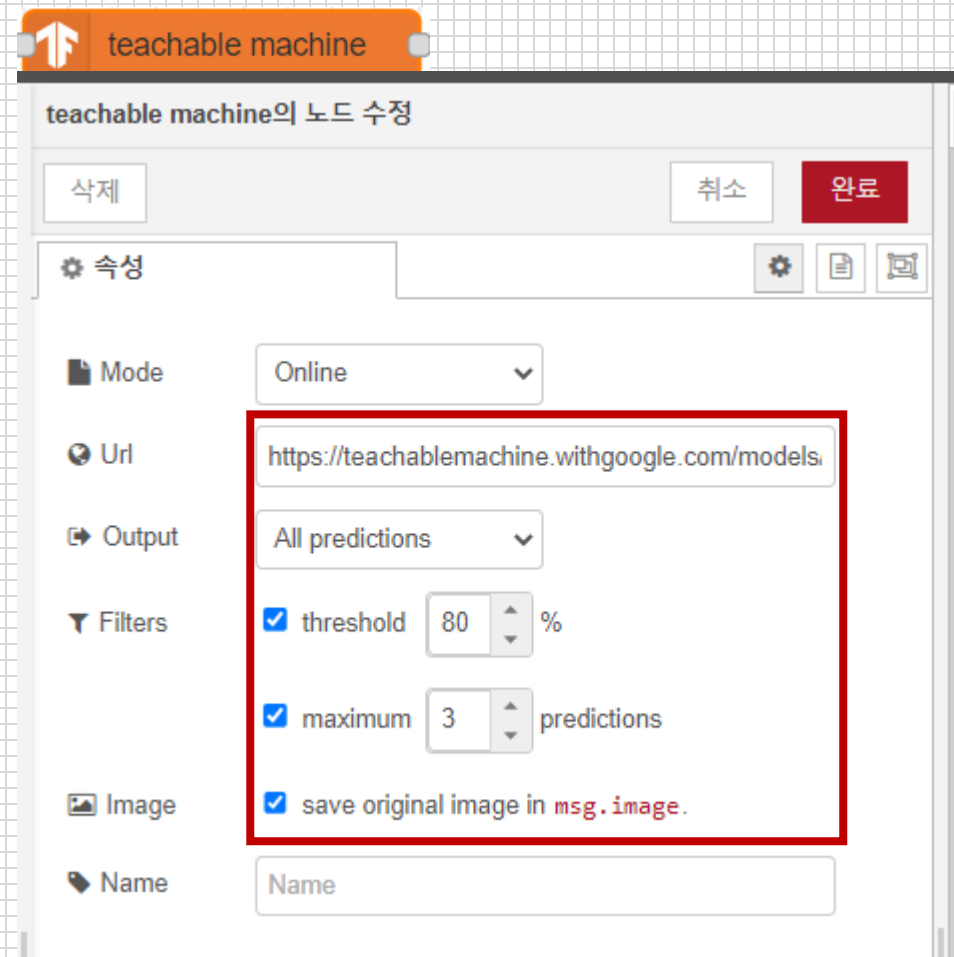 teachable machine
teachable machine의 노드 수정
삭제 취소 완료
속성
Mode Online
Url https://teachablemachine.withgoogle.com/models/
Output All predictions
Filters threshold 80 %
maximum 3 predictions
Image save original image in msg.image.
Name Name